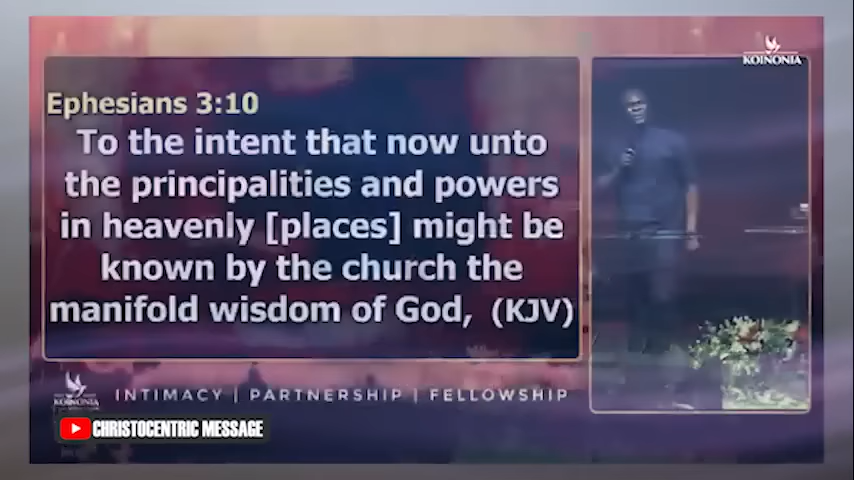 KOINONIA
Ephesians 3:10
To the intent that now unto
the principalities and powers
in heavenly [places] might be
known by the church the
manifold wisdom of God, (KJV)
KOINONIA
INTIMACY | PARTNERSHIP | FELLOWSHIP
CHRISTOCENTRIC MESSAGE